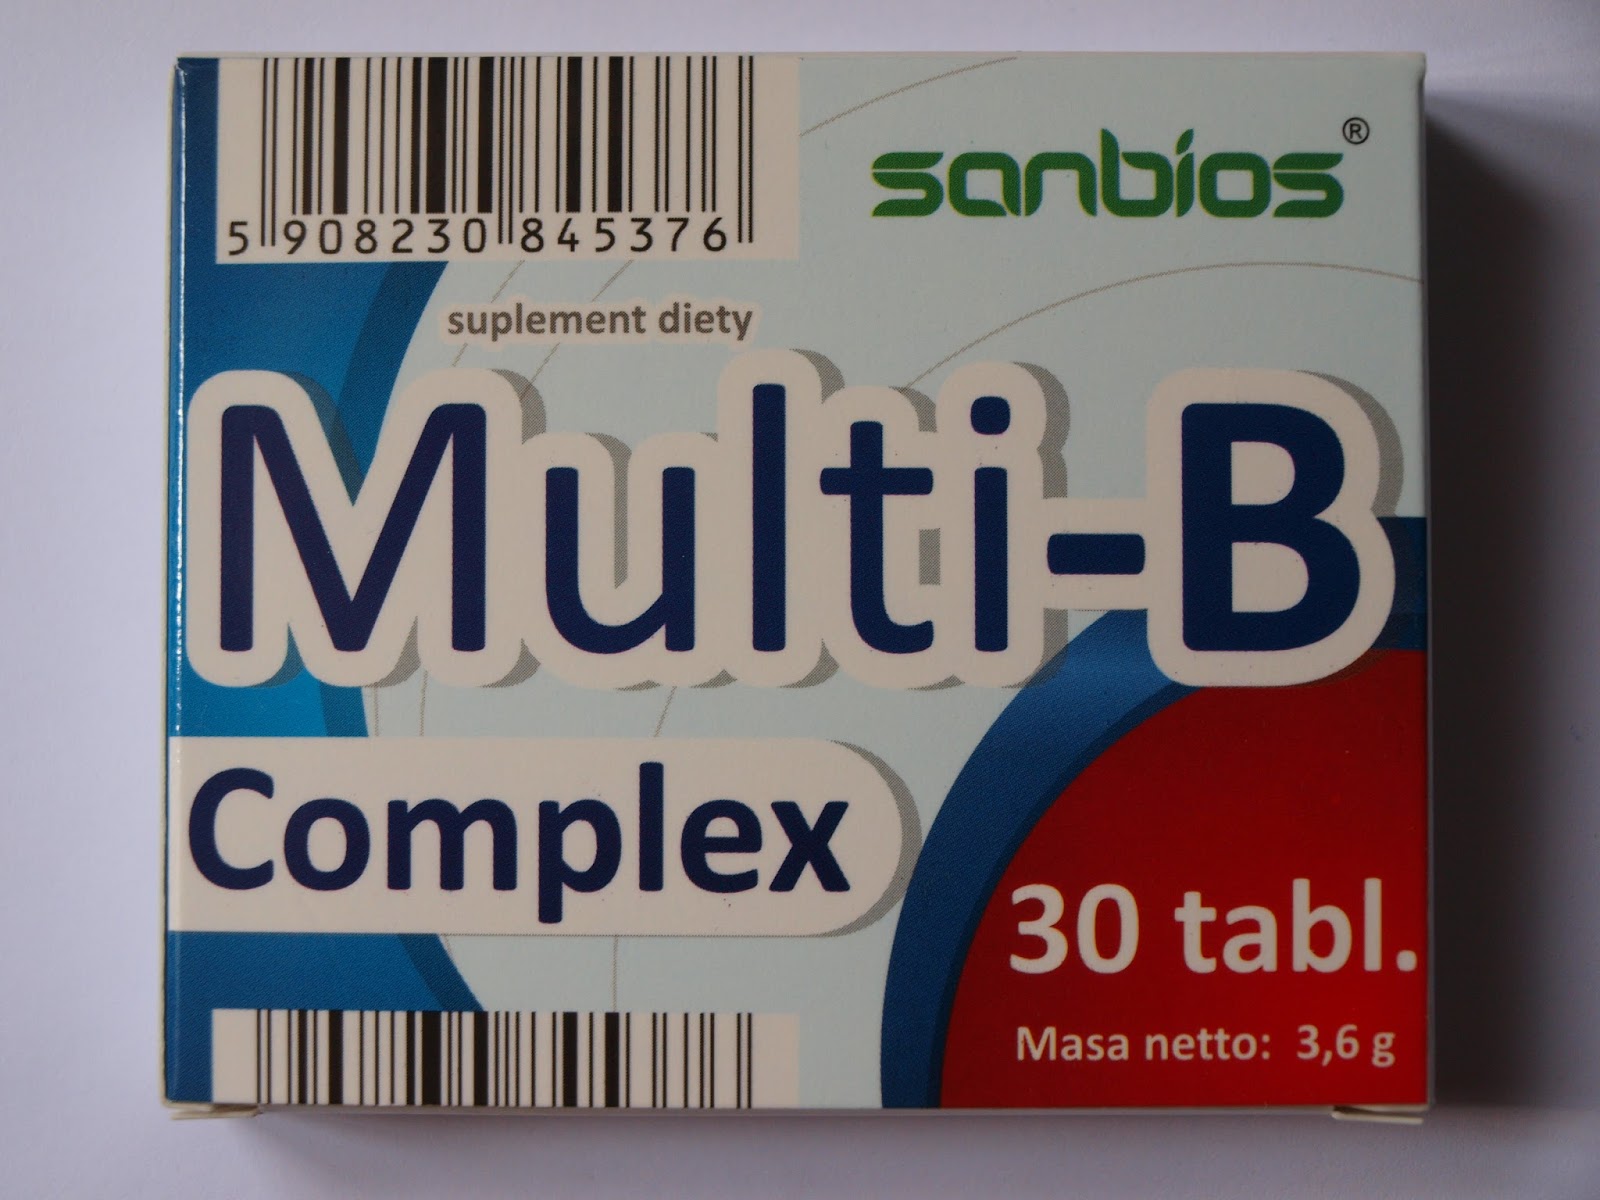 5 908230 845376
sanbios®
suplement diety
Multi-B
Complex
30 tabl.
Masa netto: 3,6 g